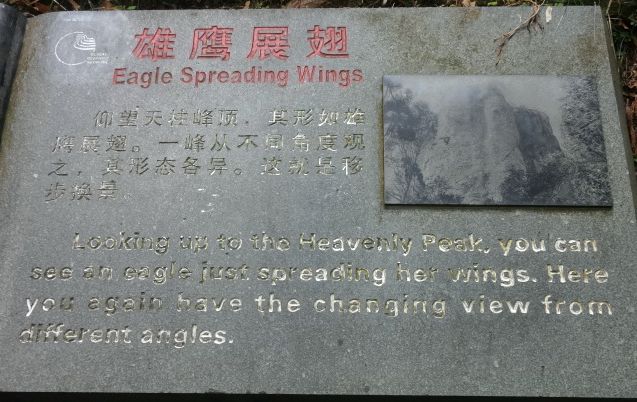 雄鹰展翅
Eagle Spreading Wings
仰望天柱峰顶，其形如雄
鹰展翅。一峰从不同角度观
之，其形态各异。这就是移
步换景。
Looking up to the Heavenly Peak, you can
see an eagle just spreading her wings. Here
you again have the changing view from
different angles.